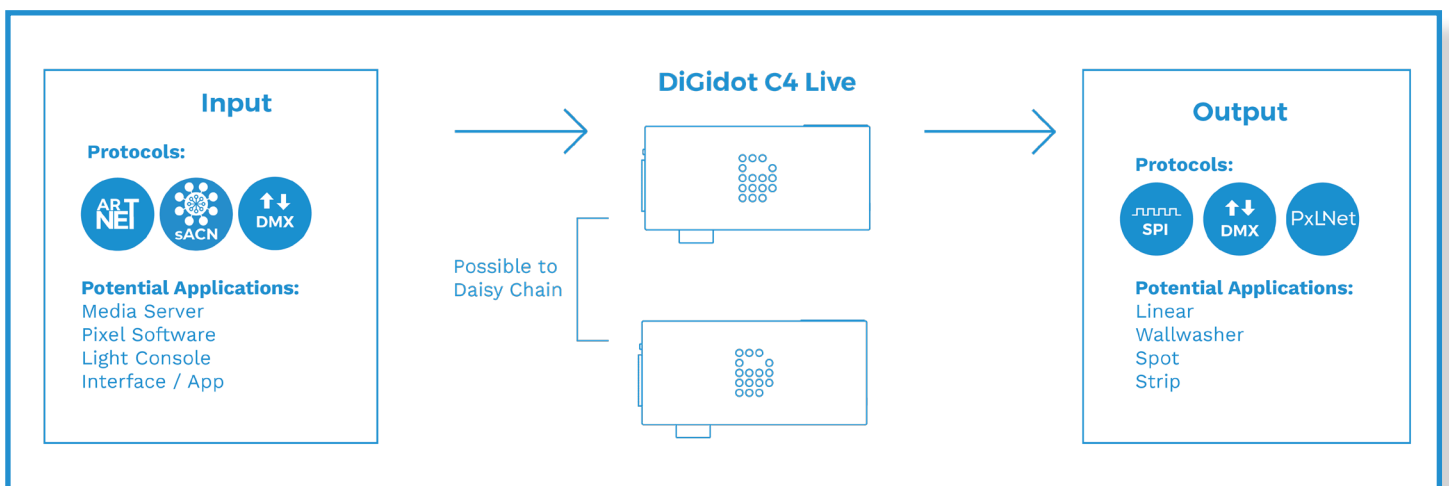 Input
Protocols:
ART
NET
sACN
DMX
Potential Applications:
Media Server
Pixel Software
Light Console
Interface / App
DiGidot C4 Live
Possible to
Daisy Chain
Output
Protocols:
SPI
DMX
PxLNet
Potential Applications:
Linear
Wallwasher
Spot
Strip